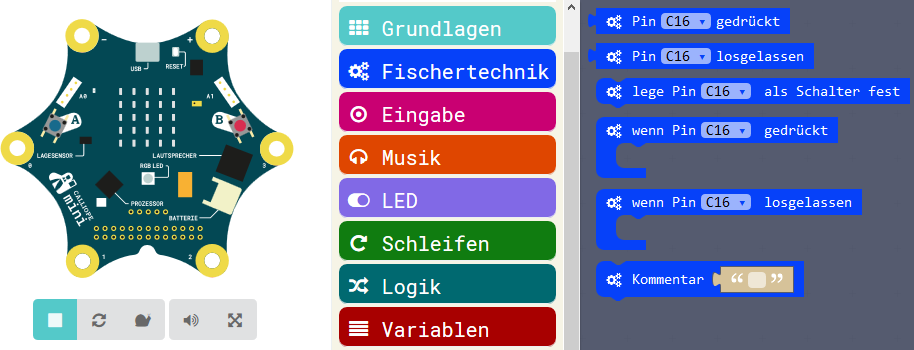 −
+
USB
RESET
A0
A1
A
B
LAGESENSOR
LAUTSPRECHER
0
3
RGB LED
CALLIOPE
mini
PROZESSOR
BATTERIE
1
2
Grundlagen
Fischertechnik
Eingabe
Musik
LED
Schleifen
Logik
Variablen
Pin C16 gedrückt
Pin C16 losgelassen
lege Pin C16 als Schalter fest
wenn Pin C16 gedrückt
wenn Pin C16 losgelassen
Kommentar “ ”